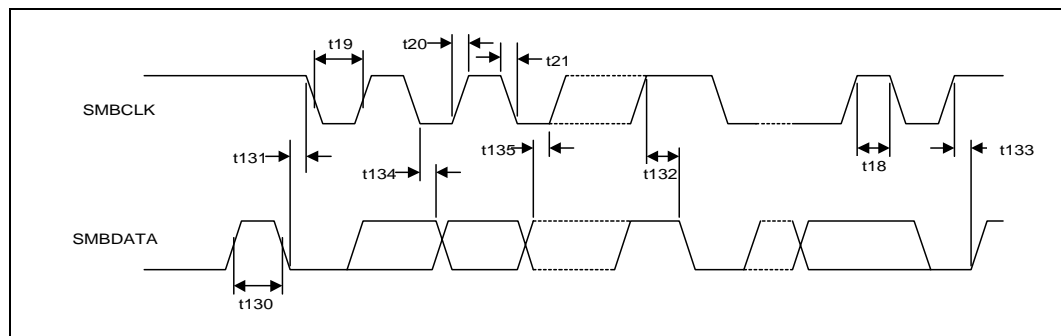 t19
t20
t21
SMBCLK
t131
t134
t135
t132
t18
t133
SMBDATA
t130